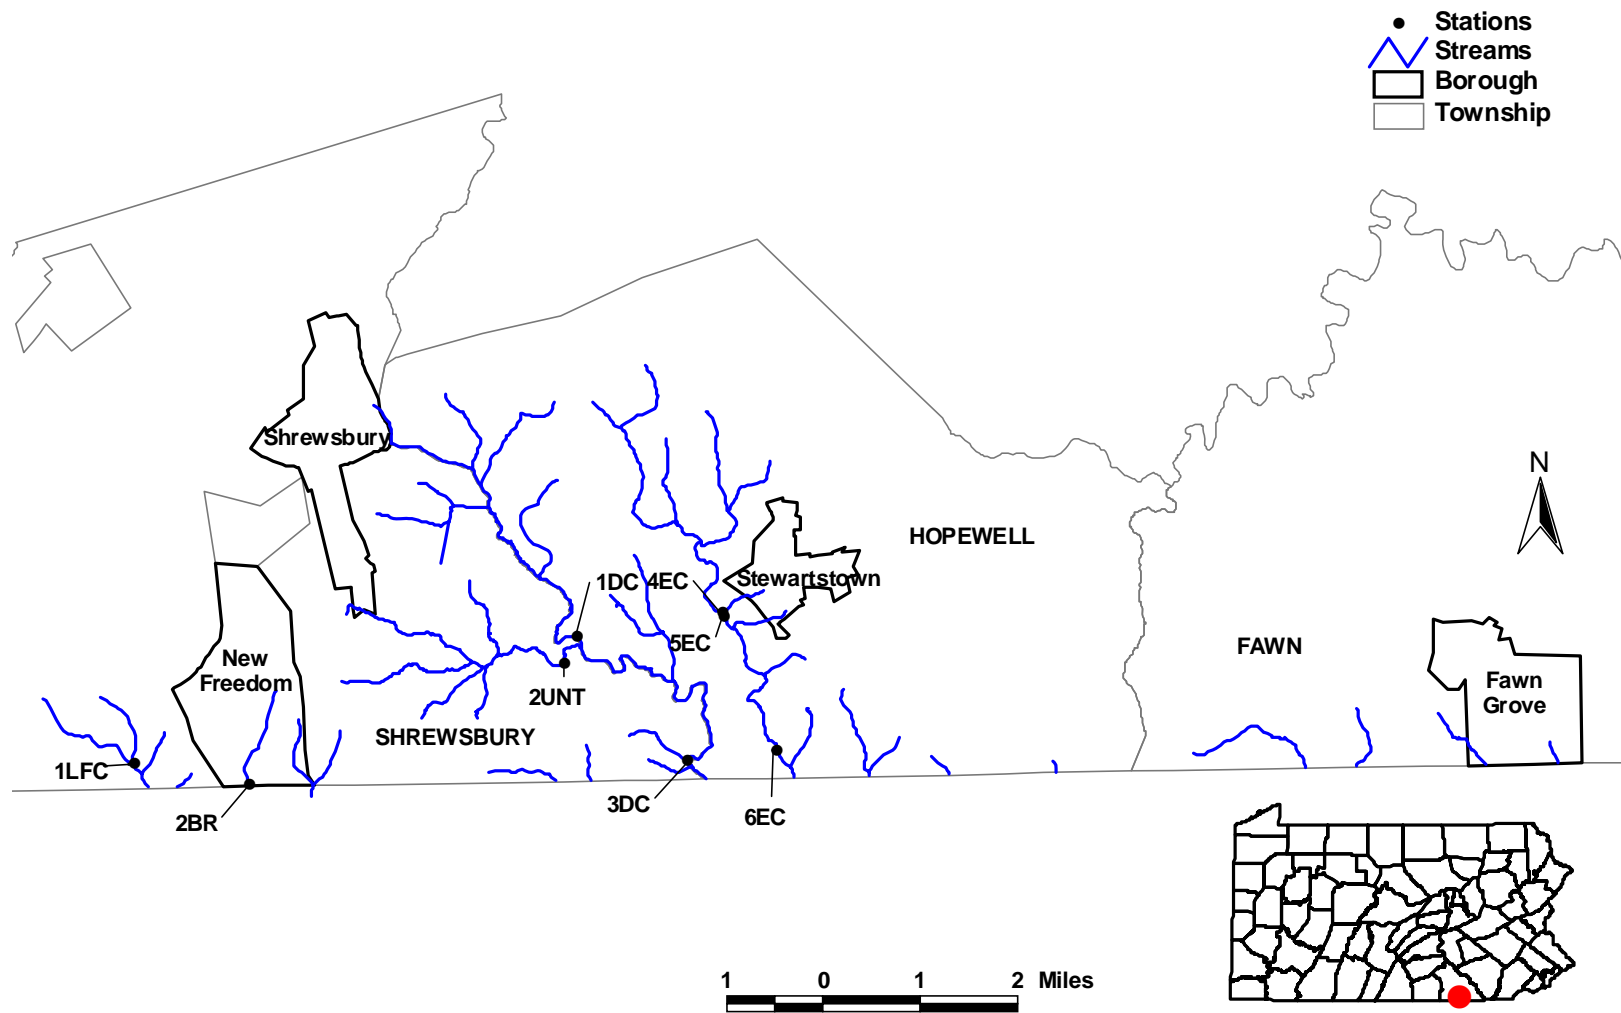 Stations
Streams
Borough
Township
Shrewsbury
N
HOPEWELL
1DC
4EC
Stewartstown
5EC
FAWN
New
Freedom
2UNT
Fawn
Grove
SHREWSBURY
1LFC
3DC
6EC
2BR
1 0 1 2 Miles